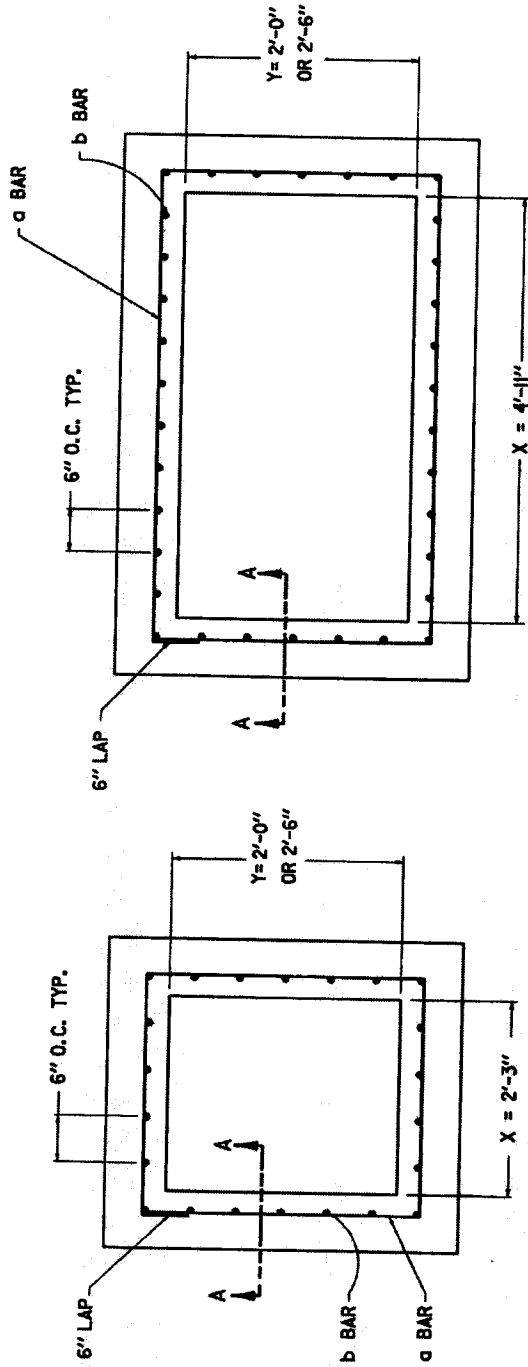 6" LAP
6" O.C. TYP.
A
A
Y= 2'-0"
OR 2'-6"
X = 2'-3"
b BAR
a BAR
6" LAP
6" O.C. TYP.
a BAR
b BAR
A
A
Y= 2'-0"
OR 2'-6"
X = 4'-11"